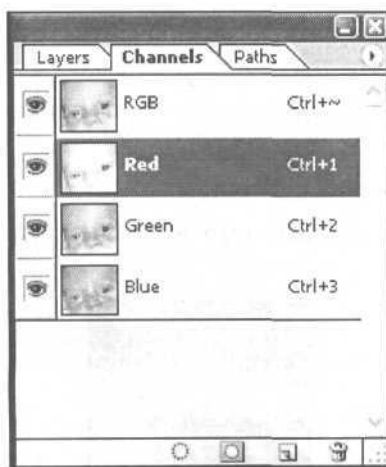 Layers Channels Paths
RGB Ctrl+~
Red Ctrl+1
Green Ctrl+2
Blue Ctrl+3